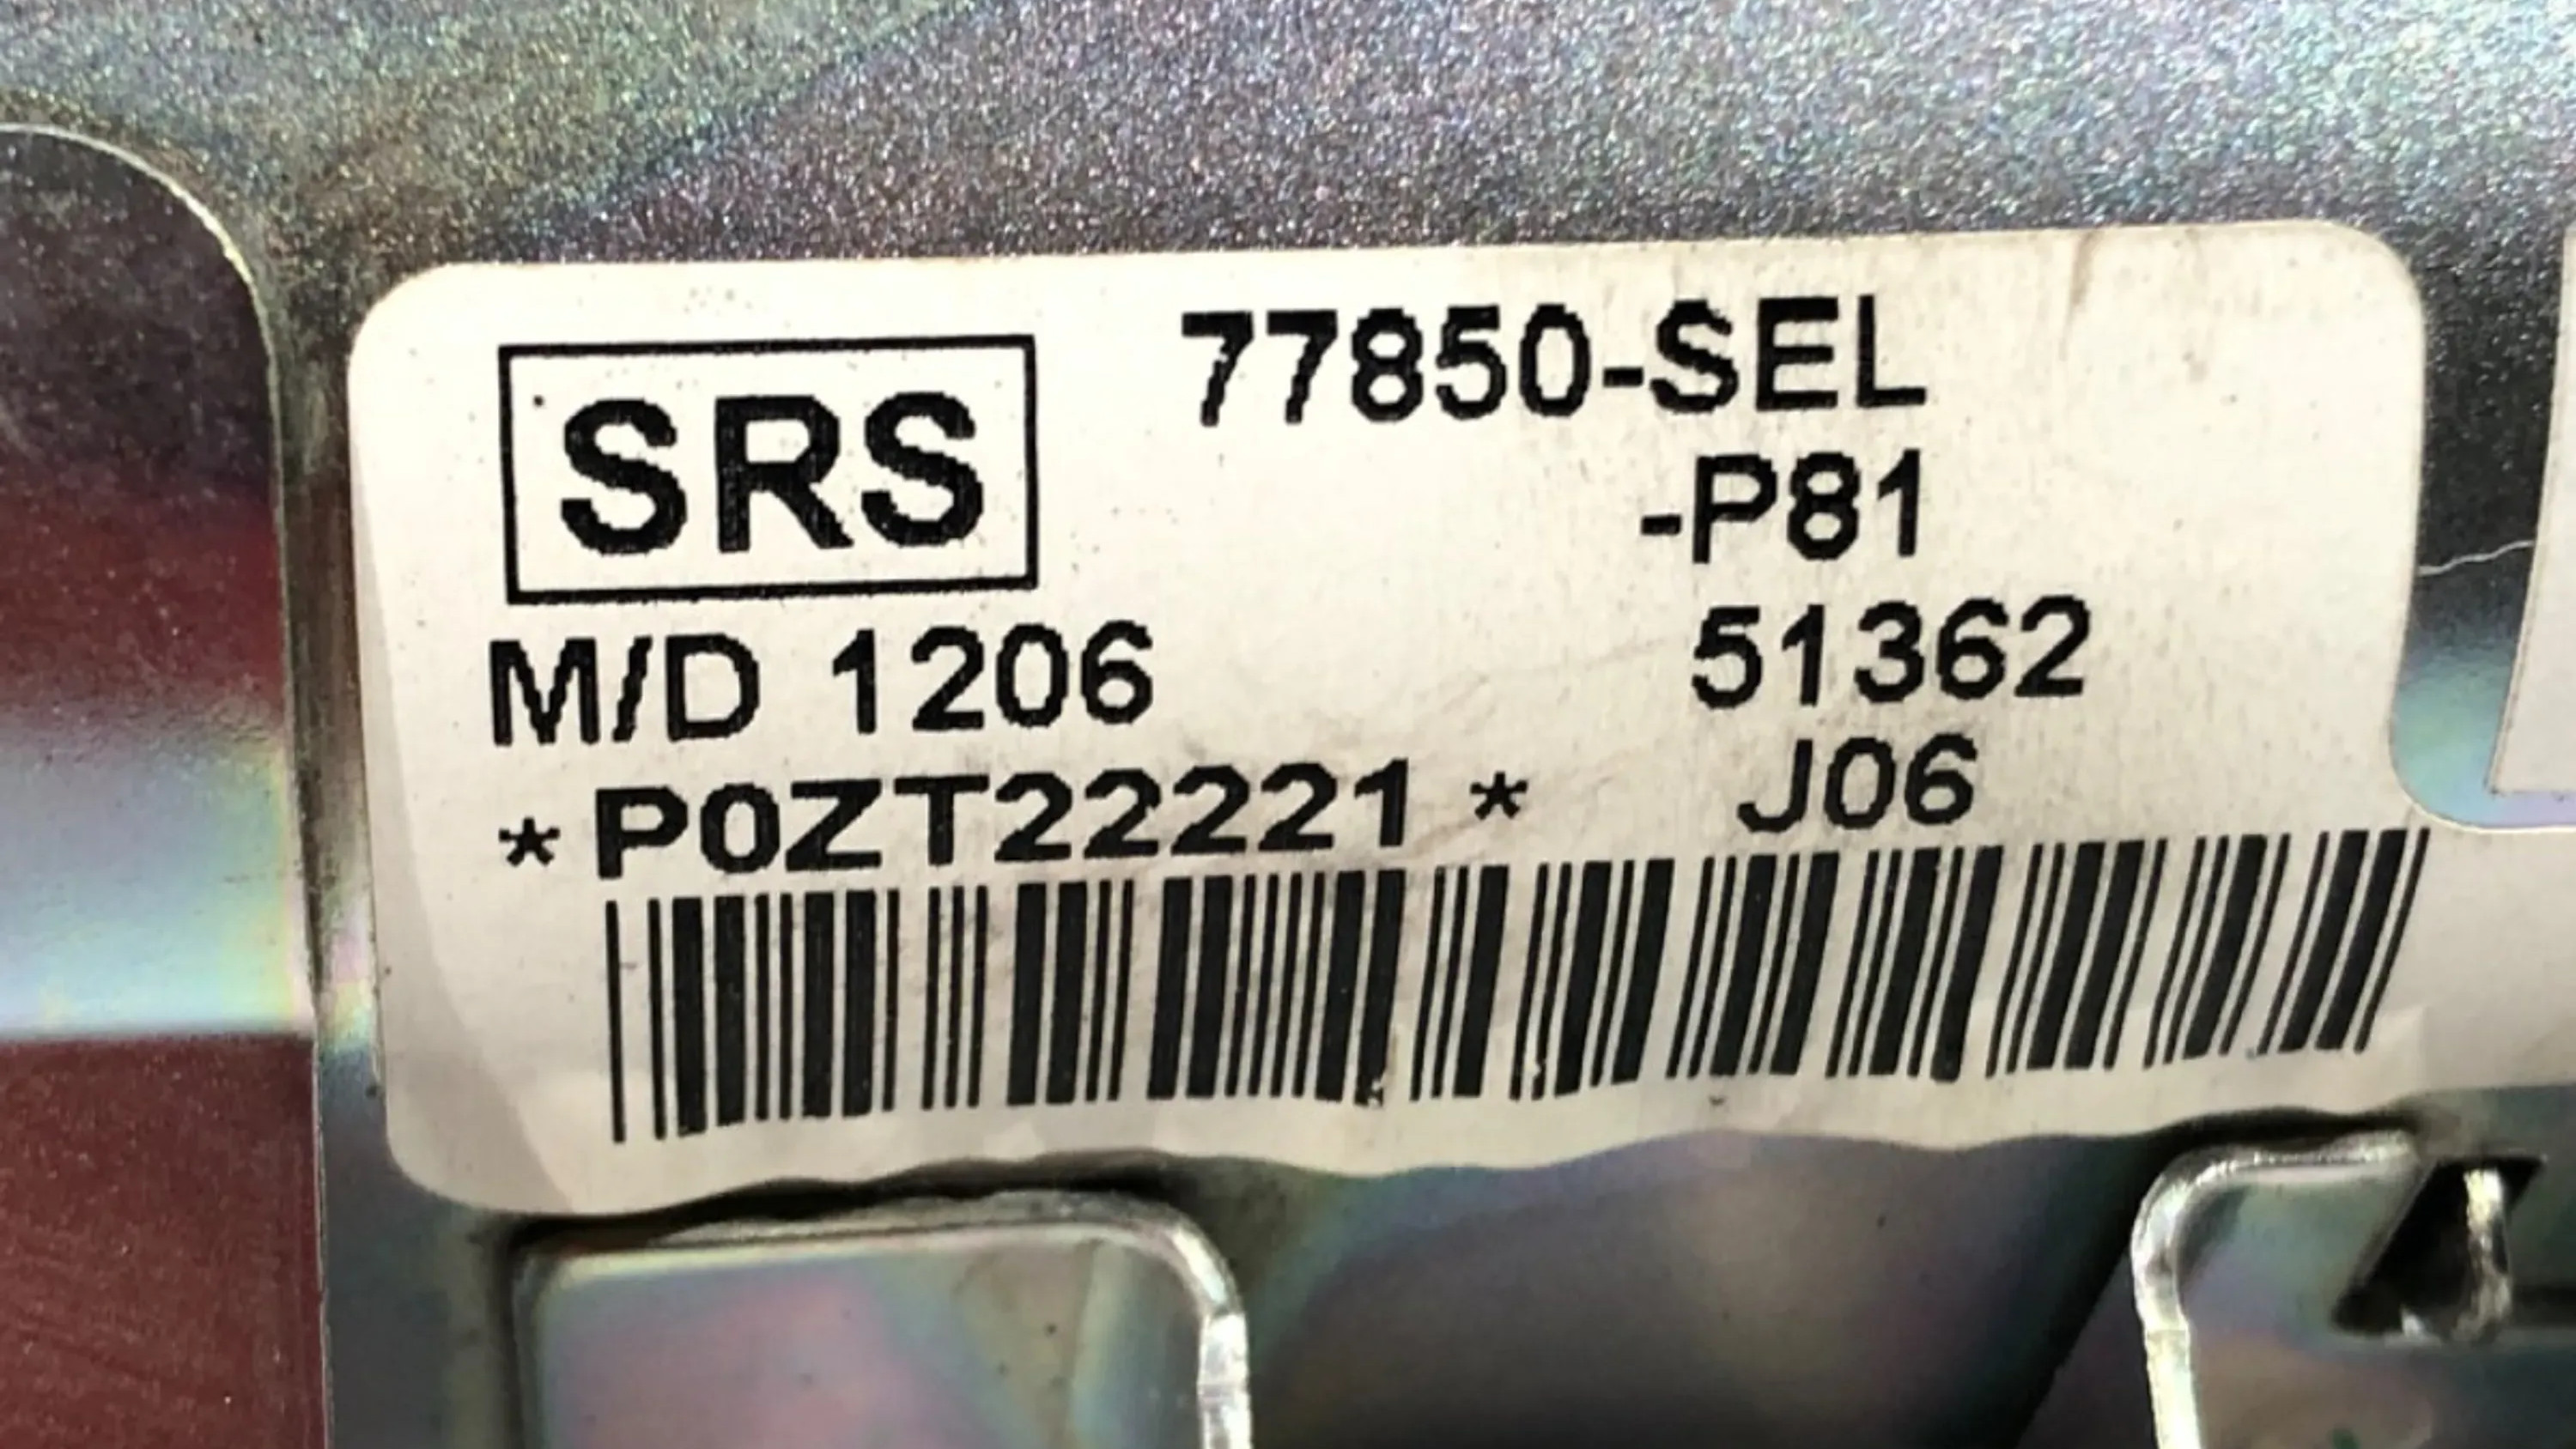 SRS 77850-SEL
-P81
M/D 1206 51362
*P0ZT22221* J06